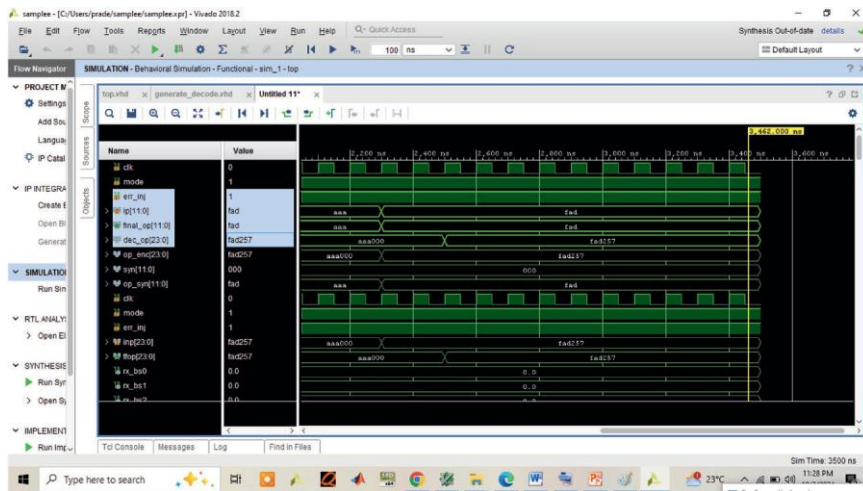 samplee - [C:/Users/prade/samplee/samplee.xpr] - Vivado 2018.2
File Edit Flow Tools Reports Window Layout View Run Help Quick Access
Synthesis Out-of-date details
100 ns
Default Layout
Flow Navigator SIMULATION - Behavioral Simulation - Functional - sim_1 - top
PROJECT M
Settings
Add Sou
Languag
IP Catal
IP INTEGRA
Create E
Open Bl
Generat
SIMULATIO
Run Sim
RTL ANALY
Open El
SYNTHESIS
Run Syn
Open Sy
IMPLEMENT
Run Imp
Scope
Sources
Objects
top.vhd generate_decode.vhd Untitled 11*
3,462.000 ns
Name Value 2,200 ns 2,400 ns 2,600 ns 2,800 ns 3,000 ns 3,200 ns 3,400 ns 3,600 ns
clk 0
mode 1
err_inj 1
ip[11:0] fad aaa fad
final_op[11:0] fad aaa fad
dec_op[23:0] fad257 aaa000 fad257
op_enc[23:0] fad257 aaa000 fad257
syn[11:0] 000 000
op_syn[11:0] fad aaa fad
clk 0
mode 1
err_inj 1
inp[23:0] fad257 aaa000 fad257
ffop[23:0] fad257 aaa000 fad257
rx_bs0 0.0 0.0
rx_bs1 0.0 0.0
rx_bs2 0.0 0.0
Tcl Console Messages Log Find in Files
Sim Time: 3500 ns
Type here to search
23°C
11:28 PM